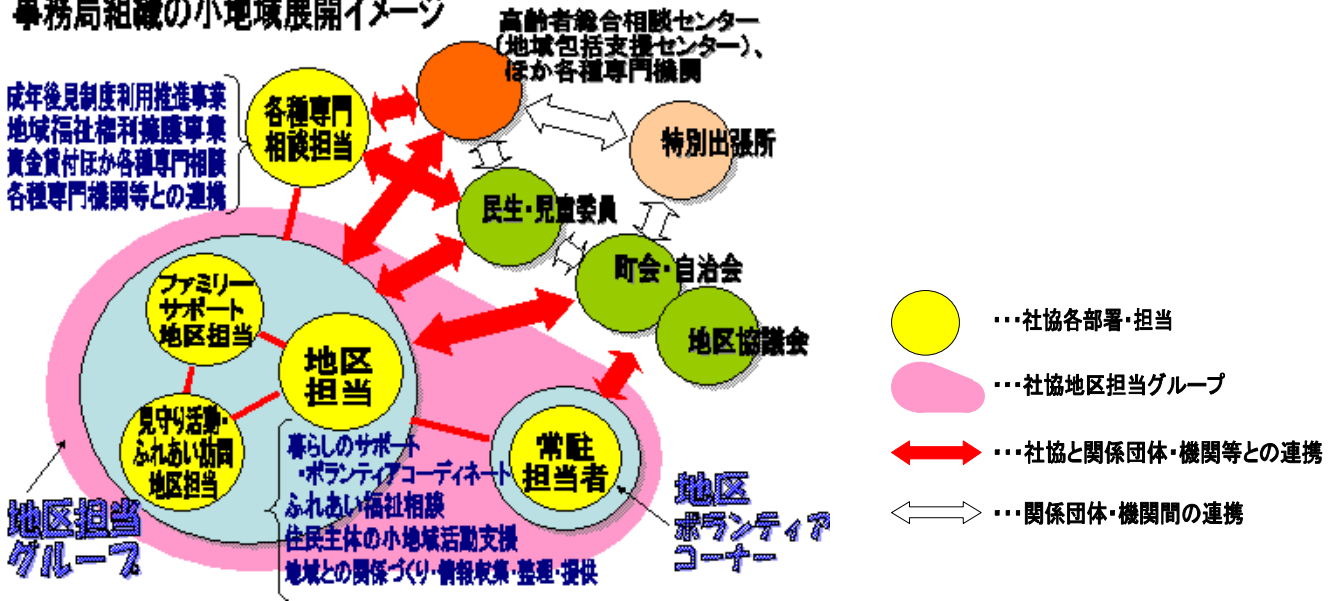 事務局組織の小地域展開イメージ
高齢者総合相談センター
(地域包括支援センター)、
ほか各種専門機関
成年後見制度利用推進事業
地域福祉権利擁護事業
資金貸付ほか各種専門相談
各種専門機関等との連携
各種専門
相談担当
特別出張所
民生・児童委員
町会・自治会
地区協議会
ファミリー
サポート
地区担当
地区
担当
見守り活動・
ふれあい訪問
地区担当
暮らしのサポート
・ボランティアコーディネート
ふれあい福祉相談
住民主体の小地域活動支援
地域との関係づくり・情報収集・整理・提供
常駐
担当者
地区担当
グループ
地区
ボランティア
コーナー
…社協各部署・担当
…社協地区担当グループ
…社協と関係団体・機関等との連携
…関係団体・機関間の連携